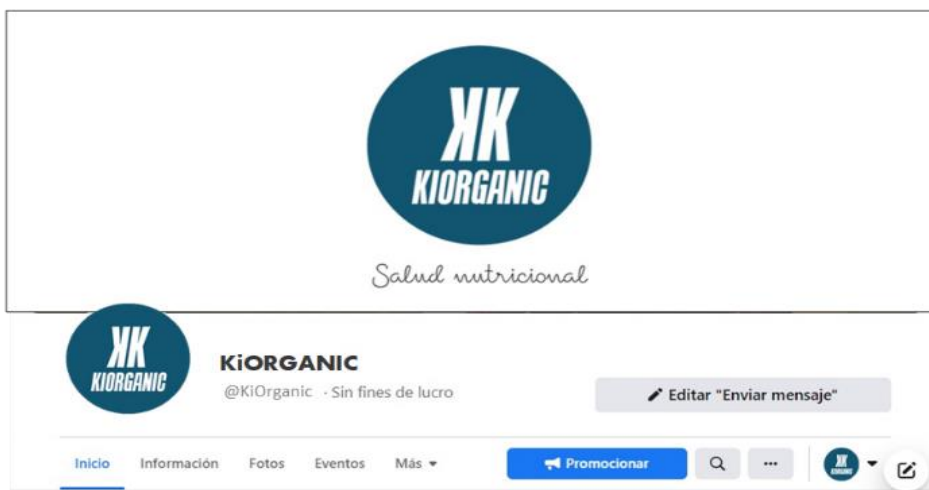 KK
KIORGANIC
Salud nutricional
KK
KIORGANIC
KiORGANIC
@KiOrganic · Sin fines de lucro
Editar "Enviar mensaje"
Inicio Información Fotos Eventos Más
Promocionar